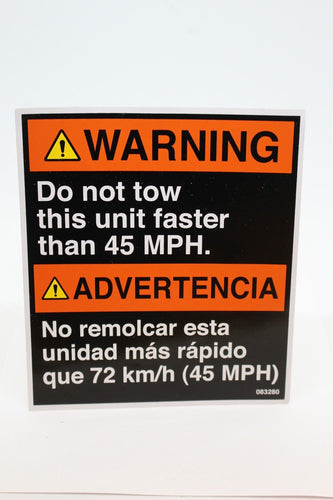 WARNING
Do not tow
this unit faster
than 45 MPH.
ADVERTENCIA
No remolcar esta
unidad más rápido
que 72 km/h (45 MPH)
083280